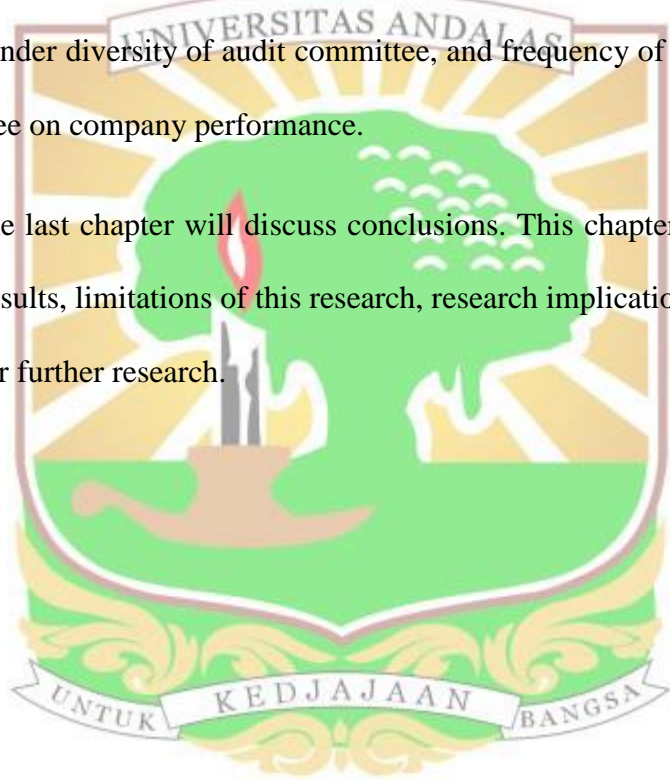 UNIVERSITAS ANDALAS
nder diversity of audit committee, and frequency of
ee on company performance.
e last chapter will discuss conclusions. This chapter
sults, limitations of this research, research implicatio
r further research.
UNTUK KEDJAJAAN BANGSA